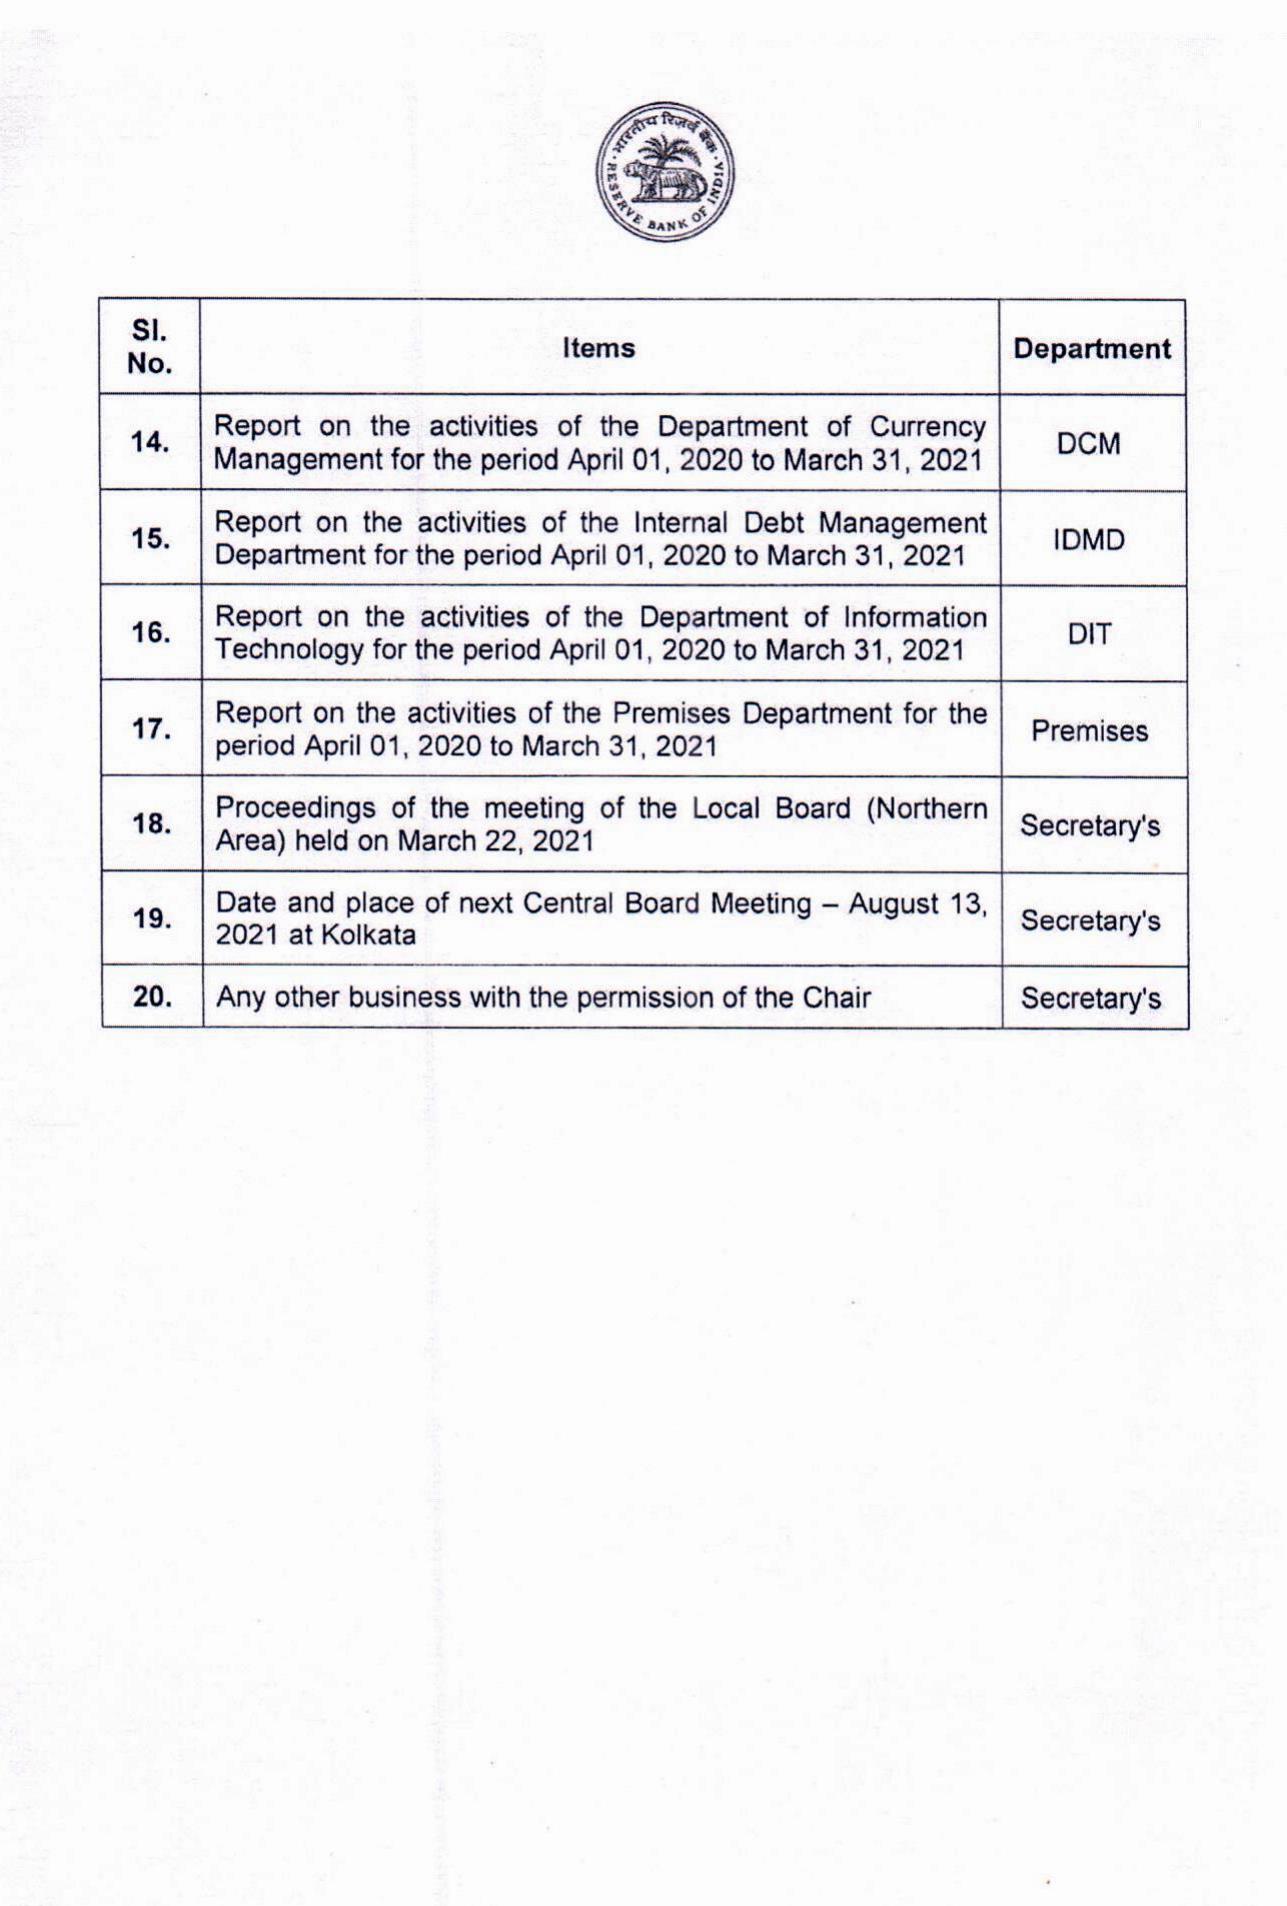 भारतीय रिज़र्व बैंक
RESERVE BANK OF INDIA
Sl.
No.
Items
Department
14.
Report on the activities of the Department of Currency
Management for the period April 01, 2020 to March 31, 2021
DCM
15.
Report on the activities of the Internal Debt Management
Department for the period April 01, 2020 to March 31, 2021
IDMD
16.
Report on the activities of the Department of Information
Technology for the period April 01, 2020 to March 31, 2021
DIT
17.
Report on the activities of the Premises Department for the
period April 01, 2020 to March 31, 2021
Premises
18.
Proceedings of the meeting of the Local Board (Northern
Area) held on March 22, 2021
Secretary's
19.
Date and place of next Central Board Meeting – August 13,
2021 at Kolkata
Secretary's
20.
Any other business with the permission of the Chair
Secretary's